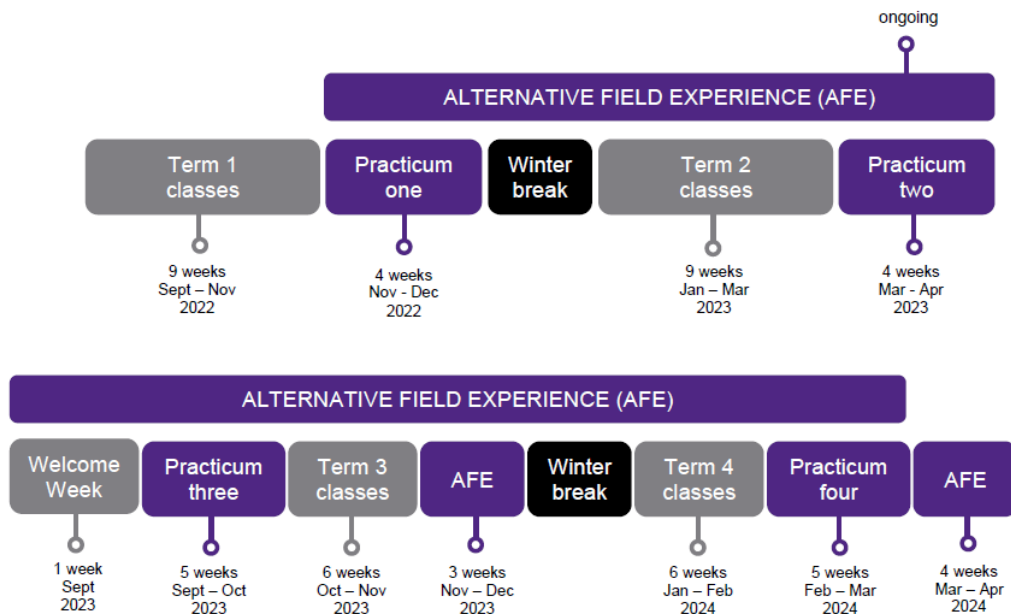 ongoing
ALTERNATIVE FIELD EXPERIENCE (AFE)
Term 1
classes
Practicum
one
Winter
break
Term 2
classes
Practicum
two
9 weeks
Sept – Nov
2022
4 weeks
Nov - Dec
2022
9 weeks
Jan – Mar
2023
4 weeks
Mar - Apr
2023
ALTERNATIVE FIELD EXPERIENCE (AFE)
Welcome
Week
Practicum
three
Term 3
classes
AFE
Winter
break
Term 4
classes
Practicum
four
AFE
1 week
Sept
2023
5 weeks
Sept – Oct
2023
6 weeks
Oct – Nov
2023
3 weeks
Nov – Dec
2023
6 weeks
Jan – Feb
2024
5 weeks
Feb – Mar
2024
4 weeks
Mar – Apr
2024